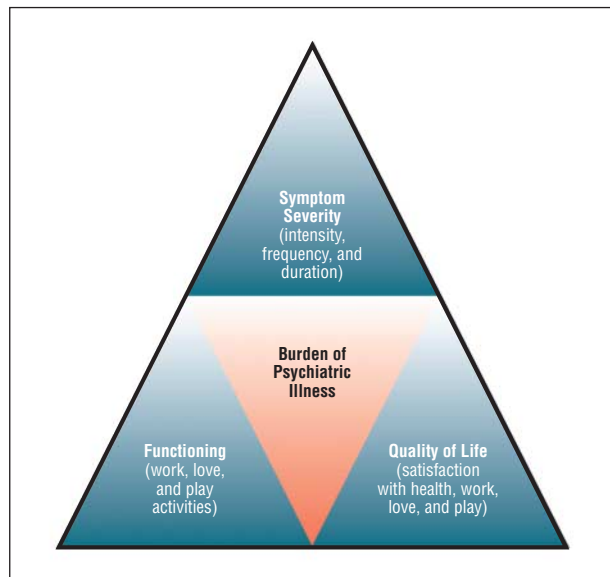 Symptom
Severity
(intensity,
frequency, and
duration)
Burden of
Psychiatric
Illness
Functioning
(work, love,
and play
activities)
Quality of Life
(satisfaction
with health, work,
love, and play)